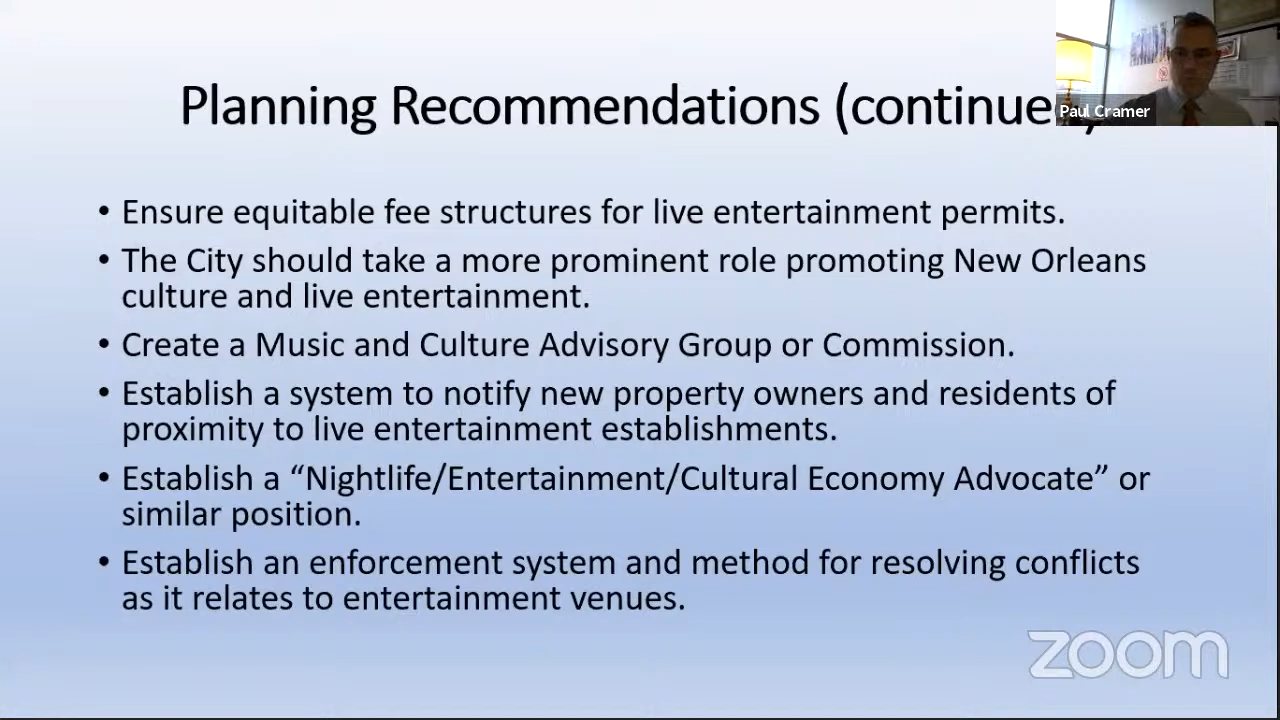 Planning Recommendations (continue
Paul Cramer
• Ensure equitable fee structures for live entertainment permits.
• The City should take a more prominent role promoting New Orleans
culture and live entertainment.
• Create a Music and Culture Advisory Group or Commission.
• Establish a system to notify new property owners and residents of
proximity to live entertainment establishments.
• Establish a “Nightlife/Entertainment/Cultural Economy Advocate” or
similar position.
• Establish an enforcement system and method for resolving conflicts
as it relates to entertainment venues.
zoom